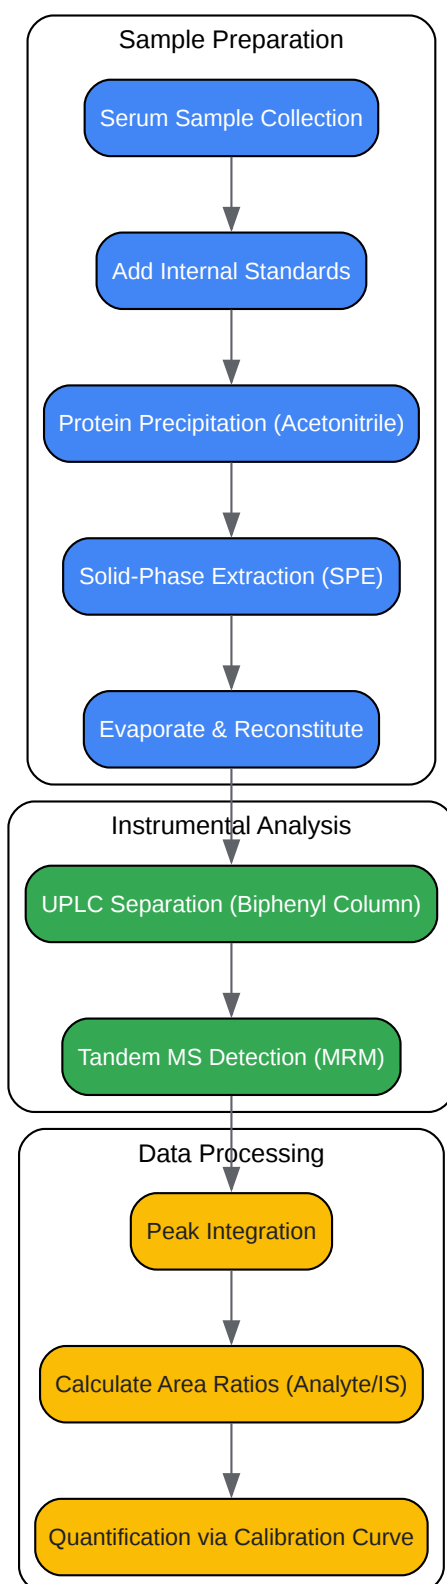 Sample Preparation
Serum Sample Collection
Add Internal Standards
Protein Precipitation (Acetonitrile)
Solid-Phase Extraction (SPE)
Evaporate & Reconstitute
Instrumental Analysis
UPLC Separation (Biphenyl Column)
Tandem MS Detection (MRM)
Data Processing
Peak Integration
Calculate Area Ratios (Analyte/IS)
Quantification via Calibration Curve